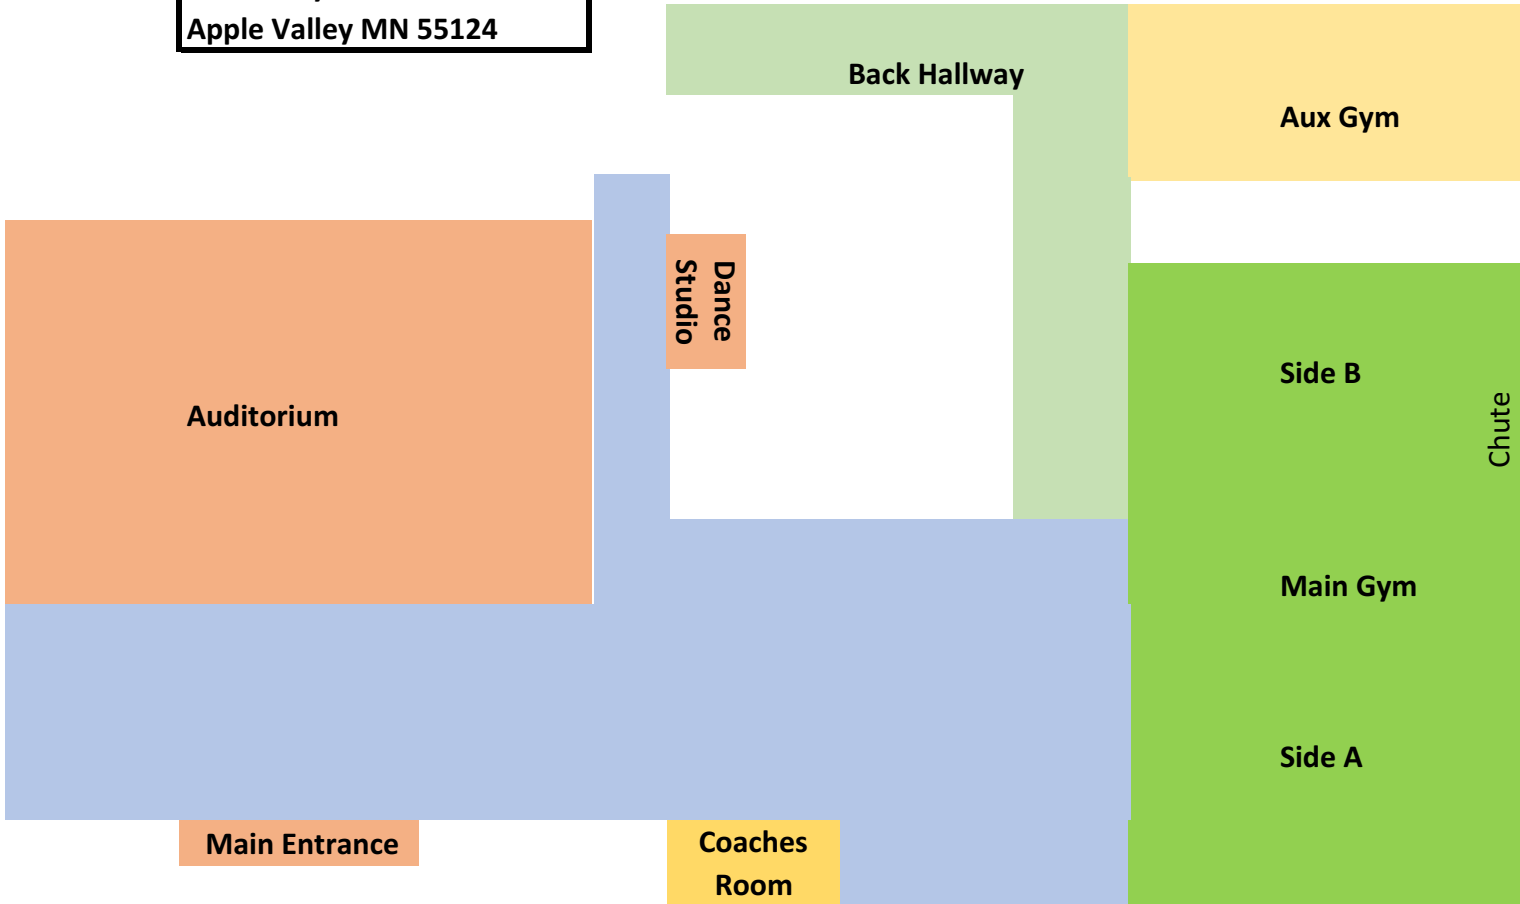 Apple Valley MN 55124
Back Hallway
Aux Gym
Dance
Studio
Side B
Chute
Auditorium
Main Gym
Side A
Main Entrance
Coaches
Room